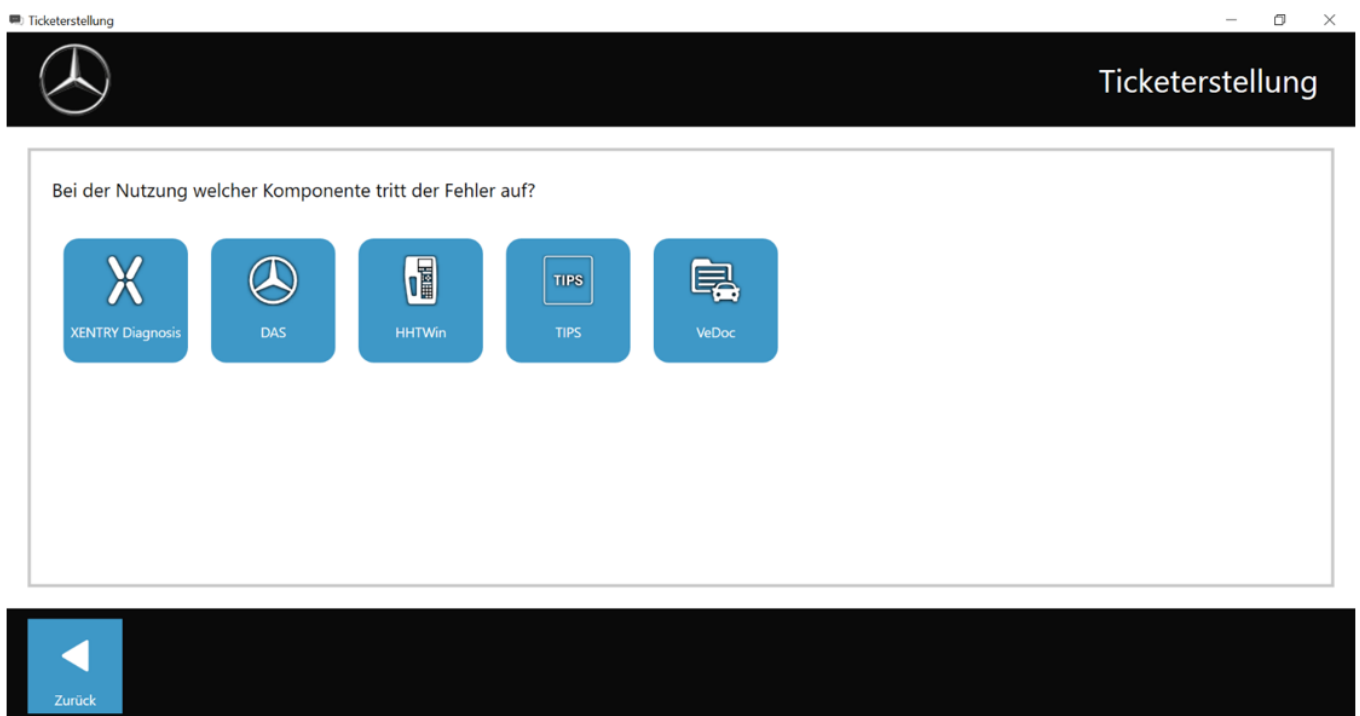 Ticketerstellung
Ticketerstellung
Bei der Nutzung welcher Komponente tritt der Fehler auf?
TIPS
XENTRY Diagnosis DAS HHTWin TIPS VeDoc
Zurück